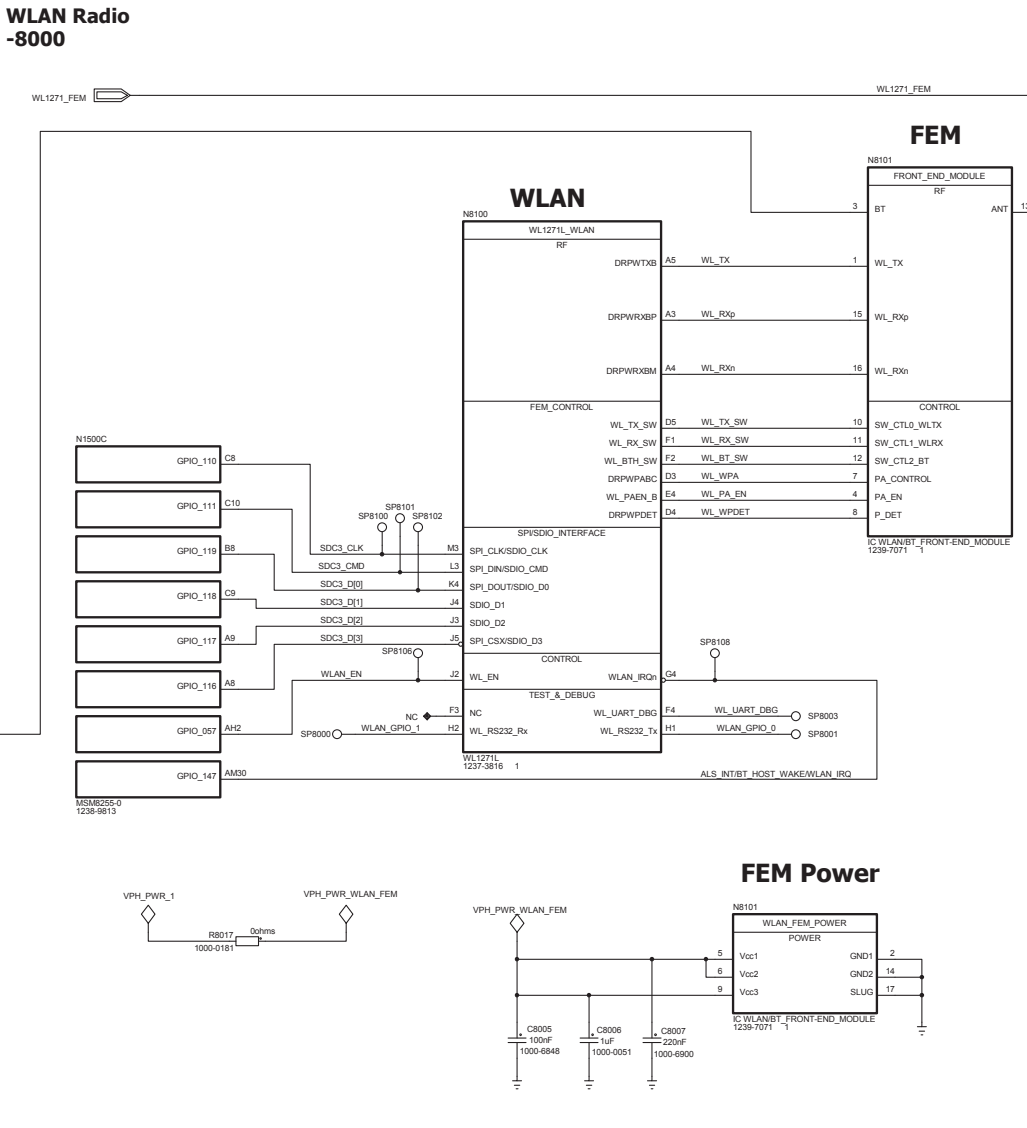 WLAN Radio
-8000
WL1271_FEM
WL1271_FEM
FEM
N8101
FRONT_END_MODULE
RF
3 BT ANT 13
WLAN
N8100
WL1271L_WLAN
RF
DRPWTXB A5 WL_TX 1 WL_TX
DRPWRXBP A3 WL_RXp 15 WL_RXp
DRPWRXBM A4 WL_RXn 16 WL_RXn
FEM_CONTROL CONTROL
WL_TX_SW D5 WL_TX_SW 10 SW_CTL0_WLTX
WL_RX_SW F1 WL_RX_SW 11 SW_CTL1_WLRX
WL_BTH_SW F2 WL_BT_SW 12 SW_CTL2_BT
DRPWPABC D3 WL_WPA 7 PA_CONTROL
WL_PAEN_B E4 WL_PA_EN 4 PA_EN
DRPWPDET D4 WL_WPDET 8 P_DET
IC WLAN/BT_FRONT-END_MODULE
1239-7071 1
N1500C
GPIO_110 C8
GPIO_111 C10
GPIO_119 B8
GPIO_118 C9
GPIO_117 A9
GPIO_116 A8
GPIO_057 AH2
GPIO_147 AM30
MSM8255-0
1238-9813
SP8101
SP8100 SP8102
SPI/SDIO_INTERFACE
SDC3_CLK M3 SPI_CLK/SDIO_CLK
SDC3_CMD L3 SPI_DIN/SDIO_CMD
SDC3_D[0] K4 SPI_DOUT/SDIO_D0
SDC3_D[1] J4 SDIO_D1
SDC3_D[2] J3 SDIO_D2
SDC3_D[3] J5 SPI_CSX/SDIO_D3
SP8106
SP8108
CONTROL
WLAN_EN J2 WL_EN WLAN_IRQn G4
TEST_&_DEBUG
NC F3 NC WL_UART_DBG F4 WL_UART_DBG SP8003
SP8000 WLAN_GPIO_1 H2 WL_RS232_Rx WL_RS232_Tx H1 WLAN_GPIO_0 SP8001
WL1271L
1237-3816 1
ALS_INT/BT_HOST_WAKE/WLAN_IRQ
VPH_PWR_1 VPH_PWR_WLAN_FEM
R8017 0ohms
1000-0181
FEM Power
VPH_PWR_WLAN_FEM
N8101
WLAN_FEM_POWER
POWER
5 Vcc1 GND1 2
6 Vcc2 GND2 14
9 Vcc3 SLUG 17
IC WLAN/BT_FRONT-END_MODULE
1239-7071 1
C8005
100nF
1000-6848
C8006
1uF
1000-0051
C8007
220nF
1000-6900